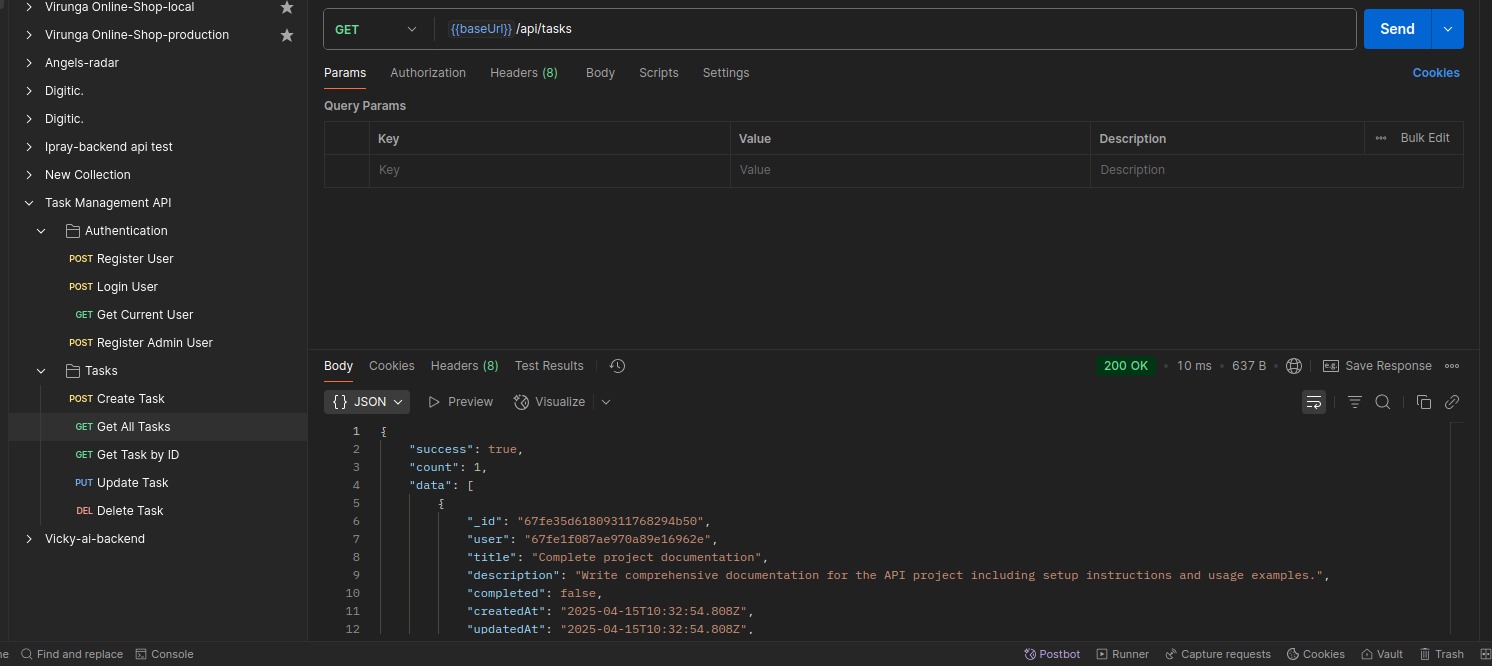 Virunga Online-Shop-local
Virunga Online-Shop-production
Angels-radar
Digitic.
Digitic.
Ipray-backend api test
New Collection
Task Management API
Authentication
POST Register User
POST Login User
GET Get Current User
POST Register Admin User
Tasks
POST Create Task
GET Get All Tasks
GET Get Task by ID
PUT Update Task
DEL Delete Task
Vicky-ai-backend
GET {{baseUrl}} /api/tasks Send
Params Authorization Headers (8) Body Scripts Settings Cookies
Query Params
Key Value Description Bulk Edit
Key Value Description
Body Cookies Headers (8) Test Results 200 OK • 10 ms • 637 B • e.g. Save Response
{} JSON Preview Visualize
1 {
2 "success": true,
3 "count": 1,
4 "data": [
5 {
6 "_id": "67fe35d61809311768294b50",
7 "user": "67fe1f087ae970a89e16962e",
8 "title": "Complete project documentation",
9 "description": "Write comprehensive documentation for the API project including setup instructions and usage examples.",
10 "completed": false,
11 "createdAt": "2025-04-15T10:32:54.808Z",
12 "updatedAt": "2025-04-15T10:32:54.808Z",
Find and replace Console Postbot Runner Capture requests Cookies Vault Trash